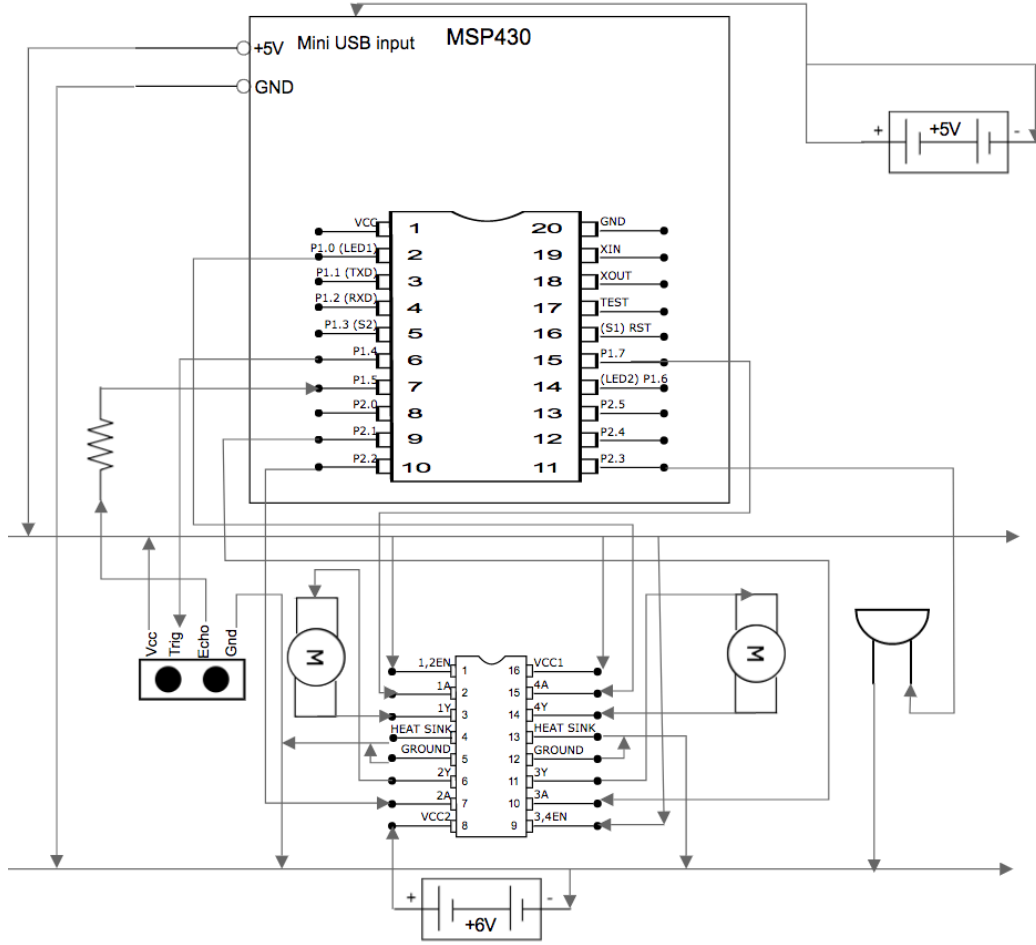 MSP430
Mini USB input
+5V
GND
+ +5V -
VCC 1 20 GND
P1.0 (LED1) 2 19 XIN
P1.1 (TXD) 3 18 XOUT
P1.2 (RXD) 4 17 TEST
P1.3 (S2) 5 16 (S1) RST
P1.4 6 15 P1.7
P1.5 7 14 (LED2) P1.6
P2.0 8 13 P2.5
P2.1 9 12 P2.4
P2.2 10 11 P2.3
Vcc
Trig
Echo
Gnd
M
M
1,2EN 1 16 VCC1
1A 2 15 4A
1Y 3 14 4Y
HEAT SINK 4 13 HEAT SINK
GROUND 5 12 GROUND
2Y 6 11 3Y
2A 7 10 3A
VCC2 8 9 3,4EN
+ +6V -